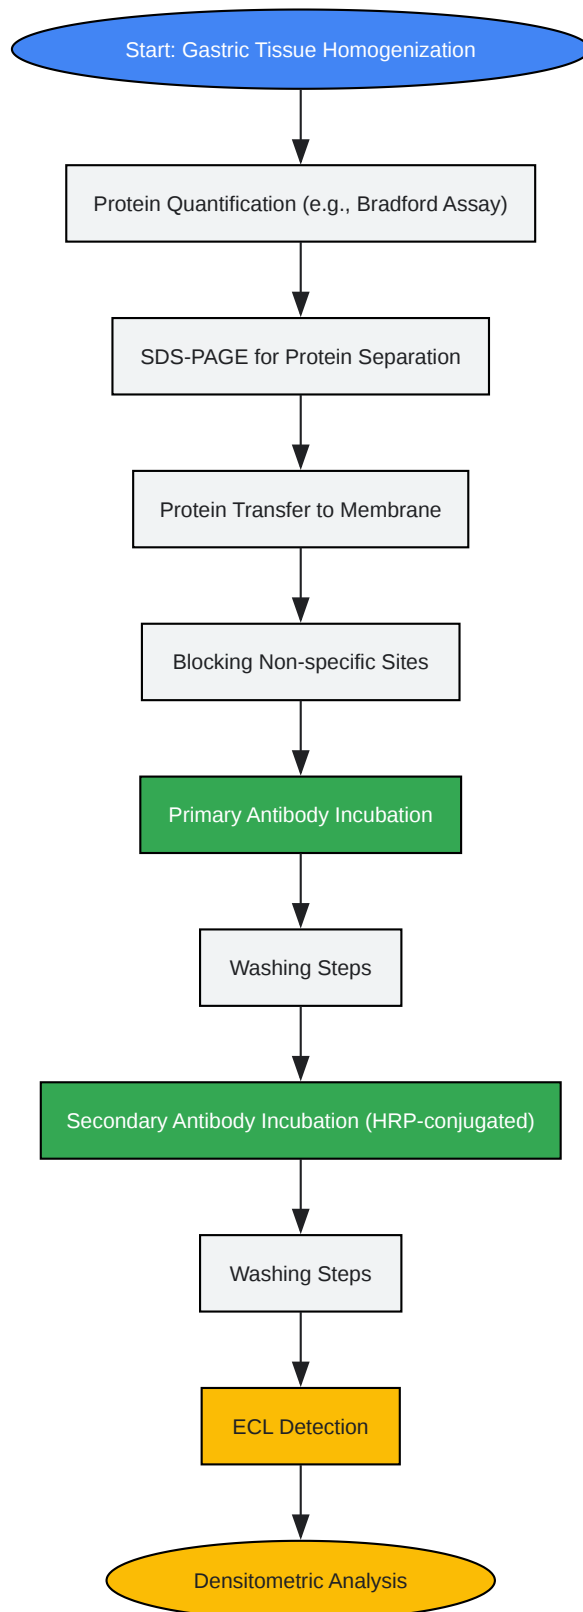 Start: Gastric Tissue Homogenization
Protein Quantification (e.g., Bradford Assay)
SDS-PAGE for Protein Separation
Protein Transfer to Membrane
Blocking Non-specific Sites
Primary Antibody Incubation
Washing Steps
Secondary Antibody Incubation (HRP-conjugated)
Washing Steps
ECL Detection
Densitometric Analysis